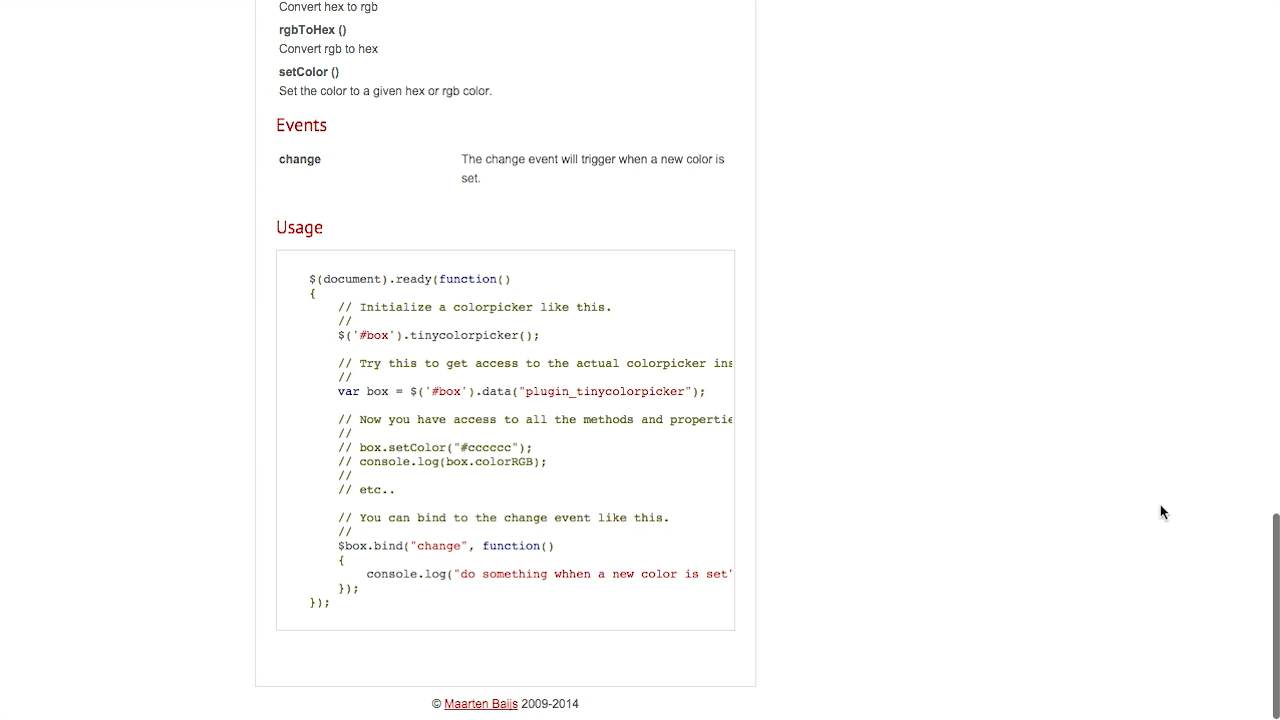 Convert hex to rgb
rgbToHex ()
Convert rgb to hex
setColor ()
Set the color to a given hex or rgb color.
Events
change The change event will trigger when a new color is
set.
Usage
$(document).ready(function()
{
    // Initialize a colorpicker like this.
    //
    $('#box').tinycolorpicker();

    // Try this to get access to the actual colorpicker ins
    //
    var box = $('#box').data("plugin_tinycolorpicker");

    // Now you have access to all the methods and propertie
    //
    // box.setColor("#cccccc");
    // console.log(box.colorRGB);
    //
    // etc..

    // You can bind to the change event like this.
    //
    $box.bind("change", function()
    {
        console.log("do something whhen a new color is set"
    });
});
© Maarten Baijs 2009-2014